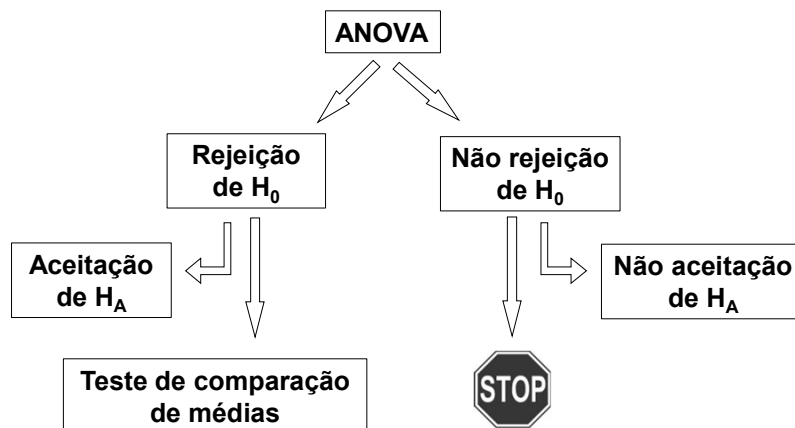 ANOVA
Rejeição
de H₀
Não rejeição
de H₀
Aceitação
de Hₐ
Não aceitação
de Hₐ
Teste de comparação
de médias
STOP